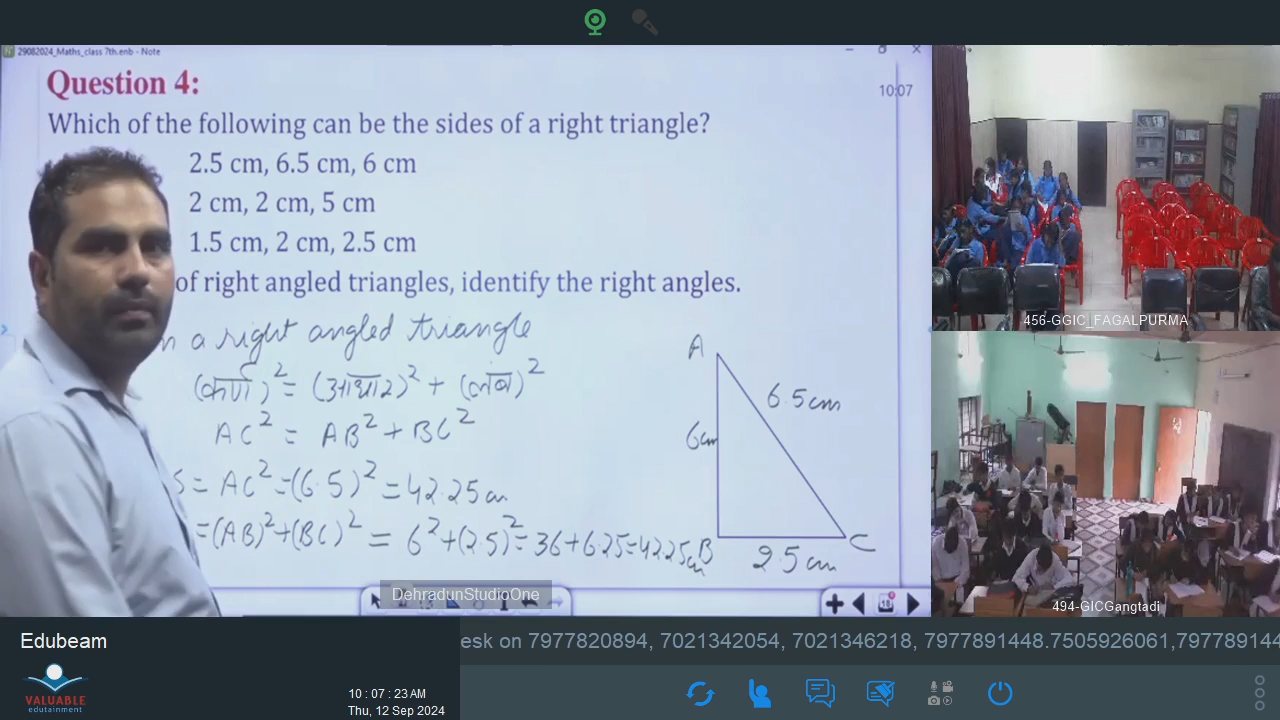 29082024_Maths_class 7th.enb - Note
Question 4:
10:07
Which of the following can be the sides of a right triangle?
2.5 cm, 6.5 cm, 6 cm
2 cm, 2 cm, 5 cm
1.5 cm, 2 cm, 2.5 cm
of right angled triangles, identify the right angles.
n a right angled triangle
(कर्ण)² = (आधार)² + (लंब)²
AC² = AB² + BC²
S = AC² = (6.5)² = 42.25 cm
= (AB)² + (BC)² = 6² + (2.5)² = 36 + 6.25 = 42.25 cm
A
6.5 cm
6cm
B
2.5 cm
C
DehradunStudioOne
456-GGIC_FAGALPURMA
494-GICGangtadi
Edubeam
VALUABLE
edutainment
10 : 07 : 23 AM
Thu, 12 Sep 2024
esk on 7977820894, 7021342054, 7021346218, 7977891448.7505926061,797789144